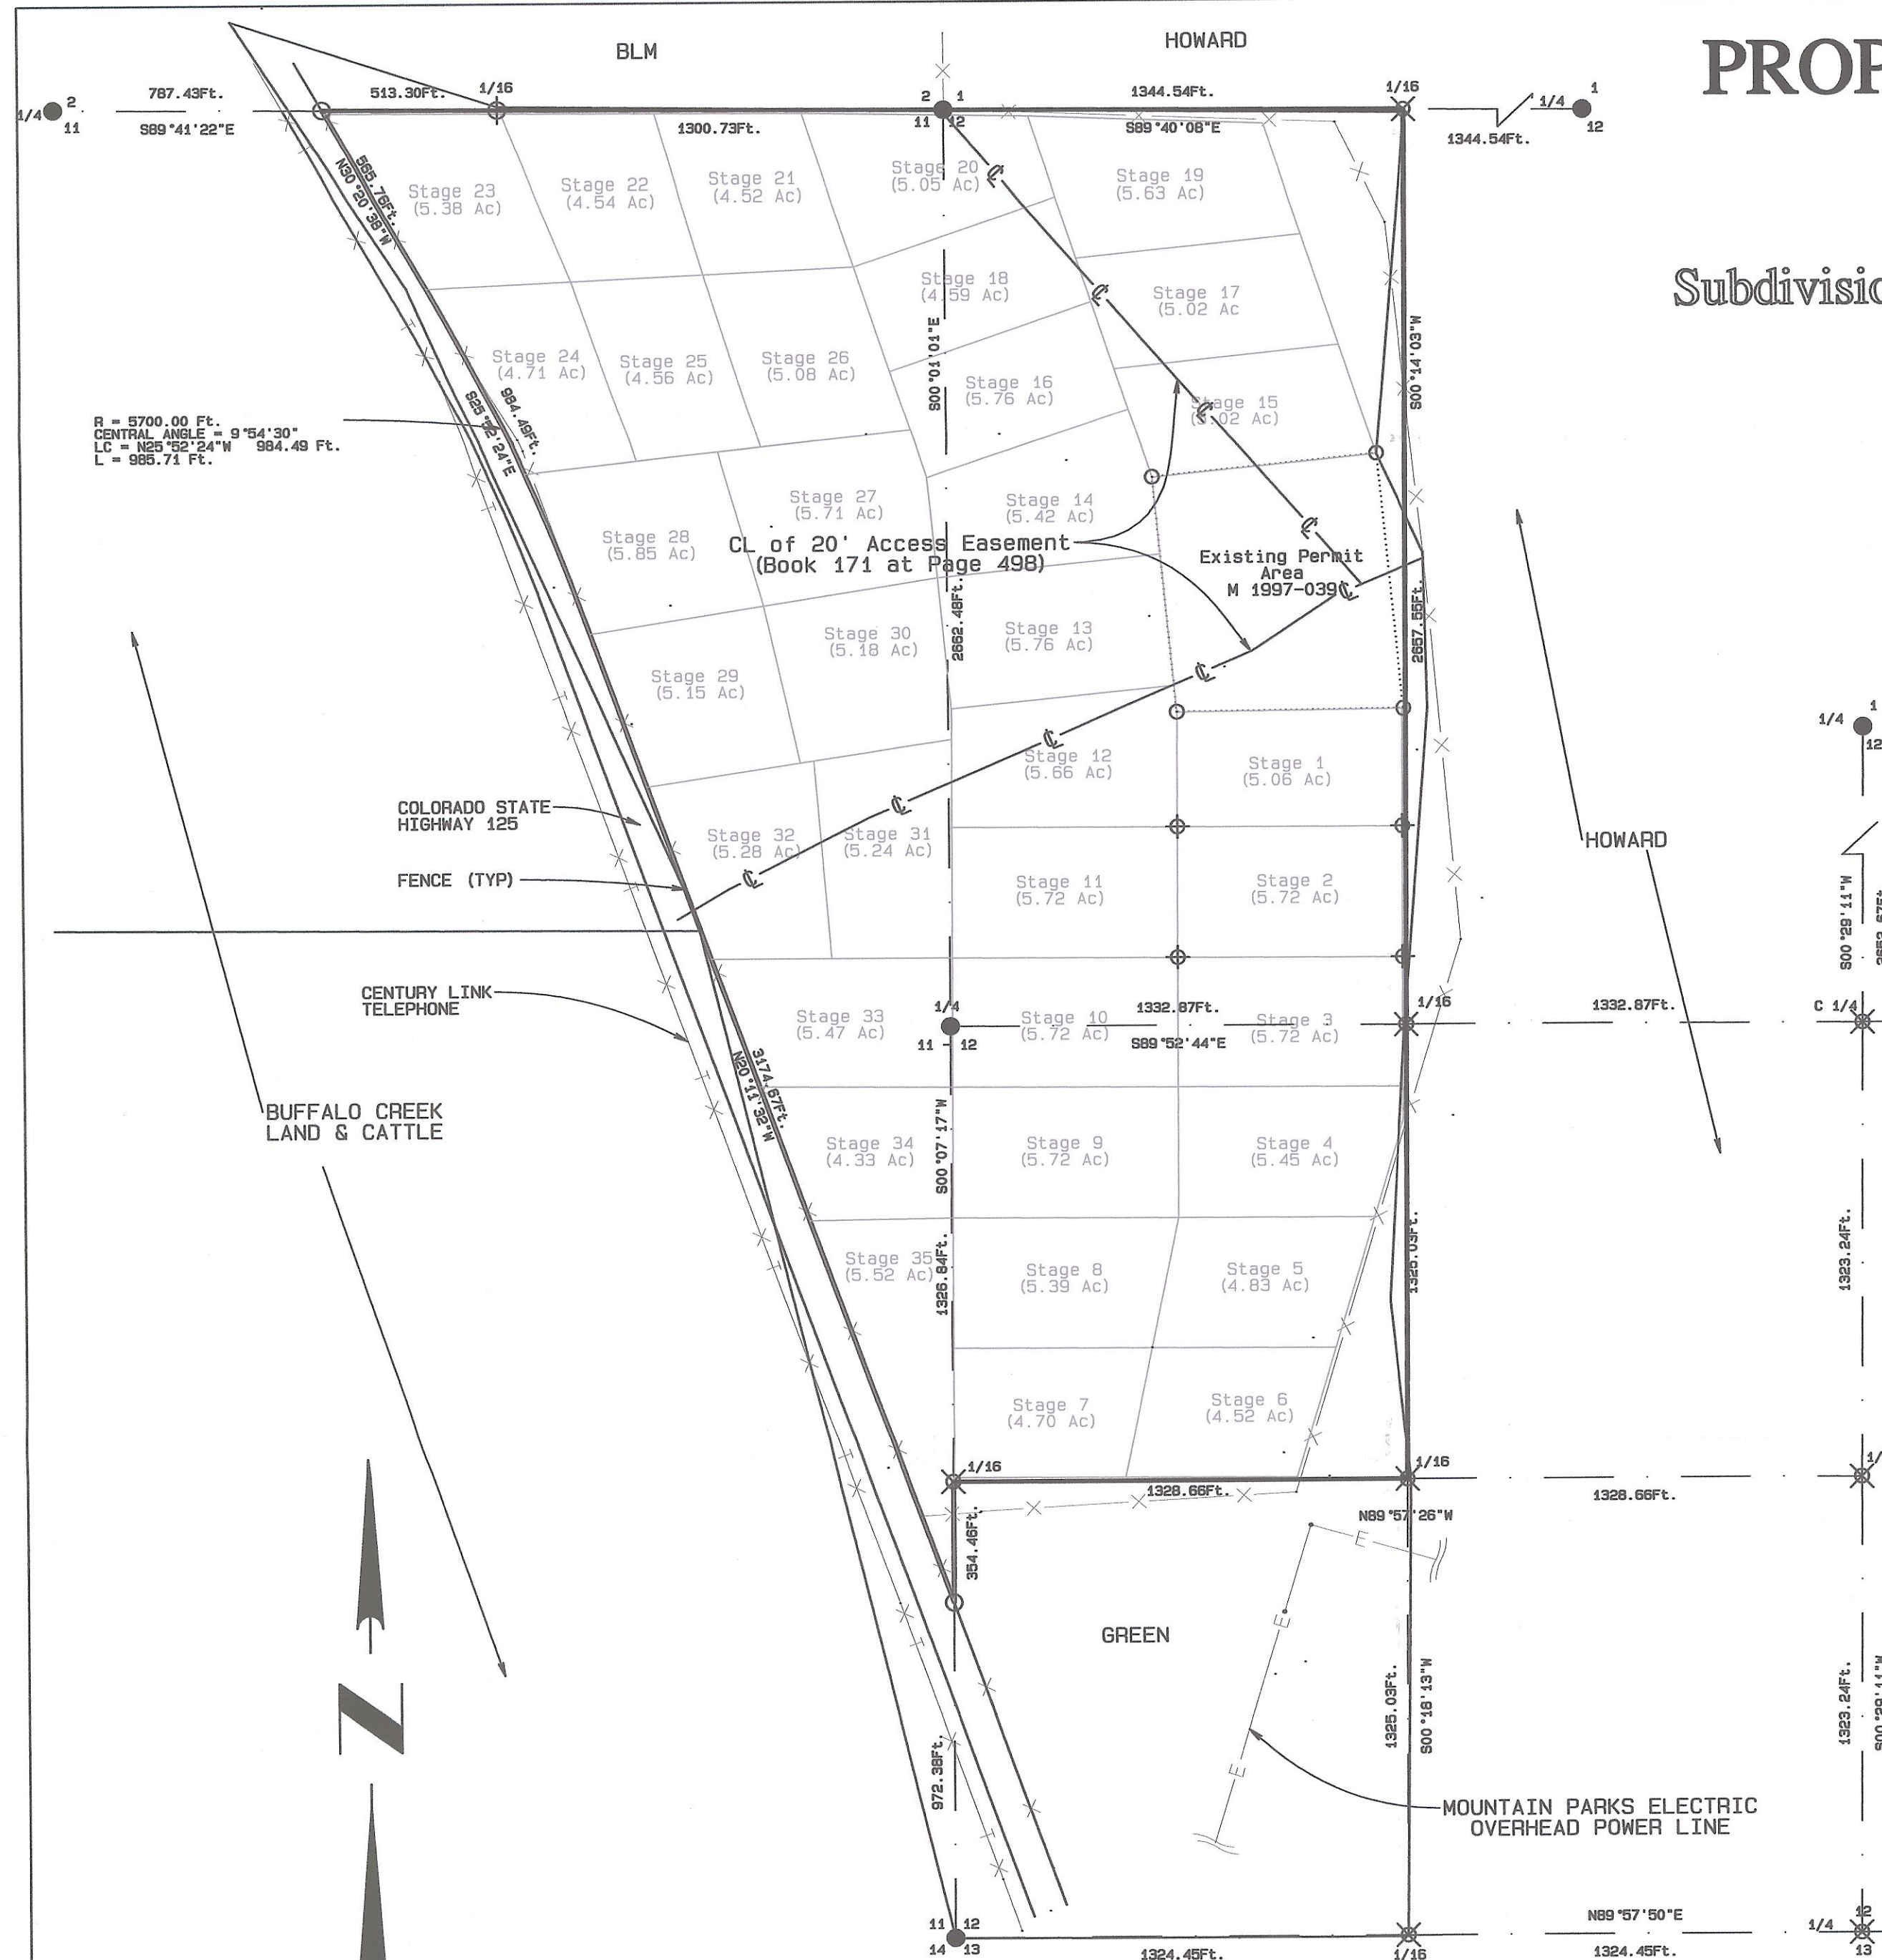 BLM
HOWARD
PROP
Subdivisio
1/4
2
11
787.43Ft.
S89°41'22"E
513.30Ft.
1/16
1300.73Ft.
2 1
11 12
1344.54Ft.
S89°40'08"E
1/16
1344.54Ft.
1/4
1
12
565.76Ft.
N30°20'38"W
Stage 23
(5.38 Ac)
Stage 22
(4.54 Ac)
Stage 21
(4.52 Ac)
Stage 20
(5.05 Ac)
Stage 19
(5.63 Ac)
Stage 18
(4.59 Ac)
Stage 17
(5.02 Ac
S00°01'01"E
S00°14'03"W
Stage 24
(4.71 Ac)
Stage 25
(4.56 Ac)
Stage 26
(5.08 Ac)
Stage 16
(5.76 Ac)
Stage 15
(5.02 Ac)
984.49Ft.
S25°52'24"E
R = 5700.00 Ft.
CENTRAL ANGLE = 9°54'30"
LC = N25°52'24"W 984.49 Ft.
L = 985.71 Ft.
Stage 27
(5.71 Ac)
Stage 14
(5.42 Ac)
Stage 28
(5.85 Ac)
CL of 20' Access Easement
(Book 171 at Page 498)
Existing Permit
Area
M 1997-039
2662.48Ft.
2657.55Ft.
Stage 30
(5.18 Ac)
Stage 13
(5.76 Ac)
Stage 29
(5.15 Ac)
1/4
1
12
Stage 12
(5.66 Ac)
Stage 1
(5.06 Ac)
COLORADO STATE
HIGHWAY 125
Stage 32
(5.28 Ac)
Stage 31
(5.24 Ac)
HOWARD
FENCE (TYP)
Stage 11
(5.72 Ac)
Stage 2
(5.72 Ac)
S00°29'11"W
CENTURY LINK
TELEPHONE
Stage 33
(5.47 Ac)
1/4
11 12
Stage 10
(5.72 Ac)
1332.87Ft.
S89°52'44"E
Stage 3
(5.72 Ac)
1/16
1332.87Ft.
C 1/4
3174.67Ft.
N20°11'32"W
BUFFALO CREEK
LAND & CATTLE
Stage 34
(4.33 Ac)
S00°07'17"W
Stage 9
(5.72 Ac)
Stage 4
(5.45 Ac)
Stage 35
(5.52 Ac)
1326.84Ft.
Stage 8
(5.39 Ac)
Stage 5
(4.83 Ac)
1325.03Ft.
1323.24Ft.
Stage 7
(4.70 Ac)
Stage 6
(4.52 Ac)
1/16
1328.66Ft.
1/16
1328.66Ft.
N89°57'26"W
354.46Ft.
E
E
E
GREEN
N
972.38Ft.
1325.03Ft.
S00°18'13"W
1323.24Ft.
MOUNTAIN PARKS ELECTRIC
OVERHEAD POWER LINE
11 12
14 13
1324.45Ft.
1/16
N89°57'50"E
1324.45Ft.
1/4
12
13